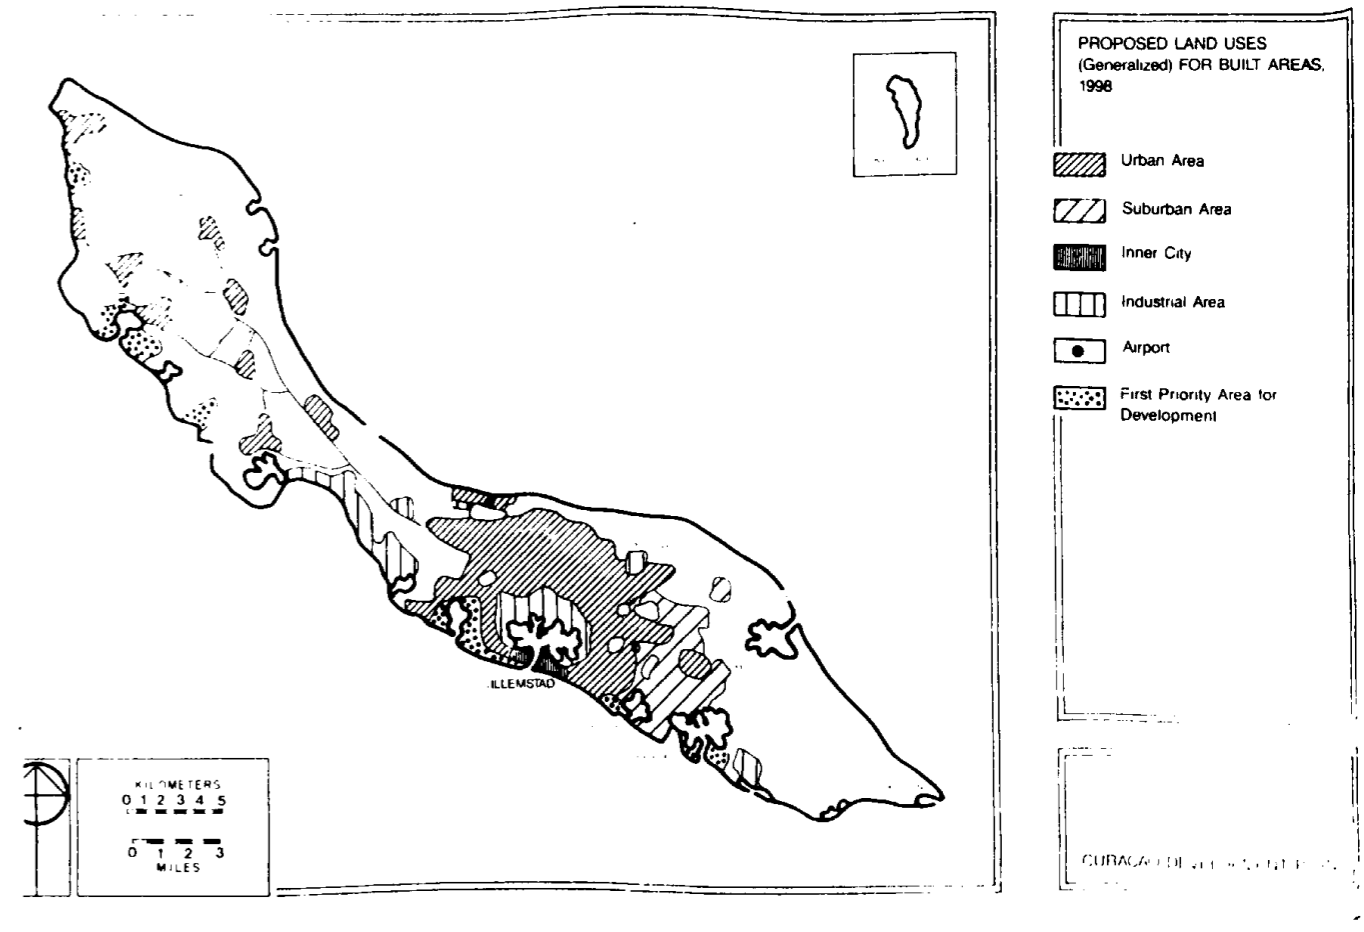 PROPOSED LAND USES
(Generalized) FOR BUILT AREAS,
1998
Urban Area
Suburban Area
Inner City
Industrial Area
Airport
First Priority Area for
Development
ILLEMSTAD
KILOMETERS
0 1 2 3 4 5
0 1 2 3
MILES
CURACAO